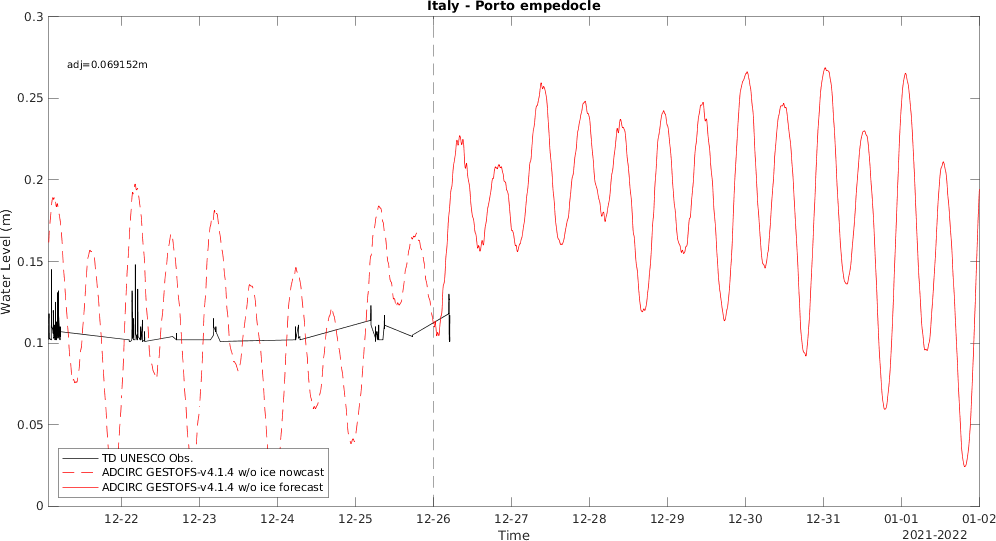 Italy - Porto empedocle
adj=0.069152m
Water Level (m)
0.3
0.25
0.2
0.15
0.1
0.05
0
TD UNESCO Obs.
ADCIRC GESTOFS-v4.1.4 w/o ice nowcast
ADCIRC GESTOFS-v4.1.4 w/o ice forecast
12-22 12-23 12-24 12-25 12-26 12-27 12-28 12-29 12-30 12-31 01-01 01-02
Time
2021-2022